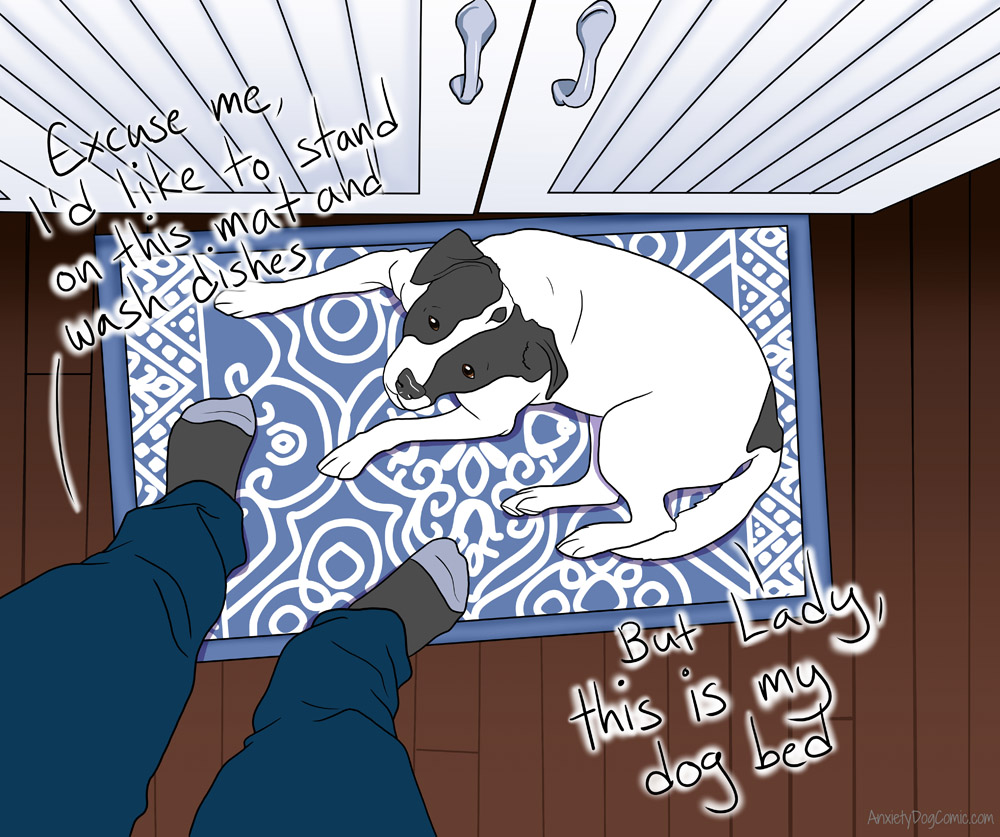 Excuse me,
I'd like to stand
on this mat and
wash dishes
But Lady,
this is my
dog bed
AnxietyDogComic.com